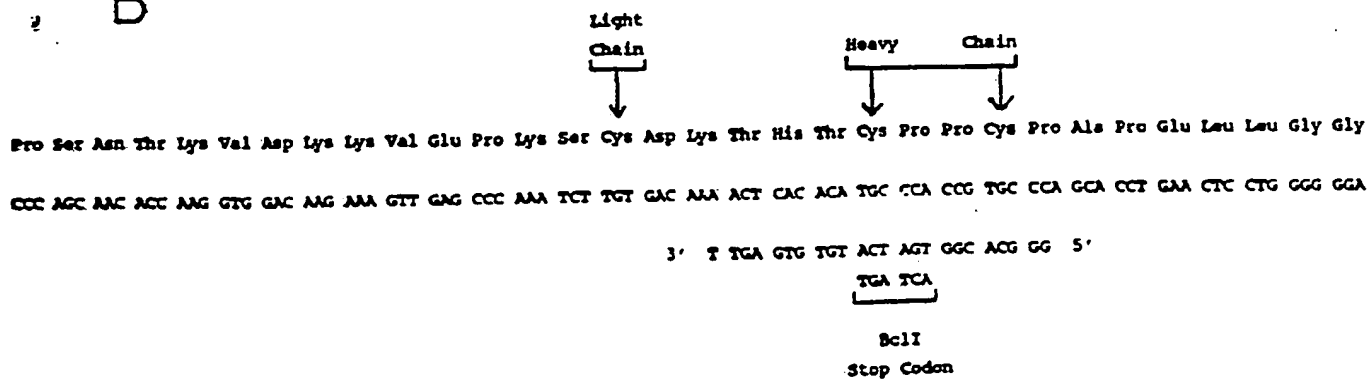 D
Light
Chain
Heavy Chain
Pro Ser Asn Thr Lys Val Asp Lys Lys Val Glu Pro Lys Ser Cys Asp Lys Thr His Thr Cys Pro Pro Cys Pro Ala Pro Glu Leu Leu Gly Gly
CCC AGC AAC ACC AAG GTG GAC AAG AAA GTT GAG CCC AAA TCT TGT GAC AAA ACT CAC ACA TGC CCA CCG TGC CCA GCA CCT GAA CTC CTG GGG GGA
3' T TGA GTG TGT ACT AGT GGC ACG GG 5'
TGA TCA
BclI
Stop Codon